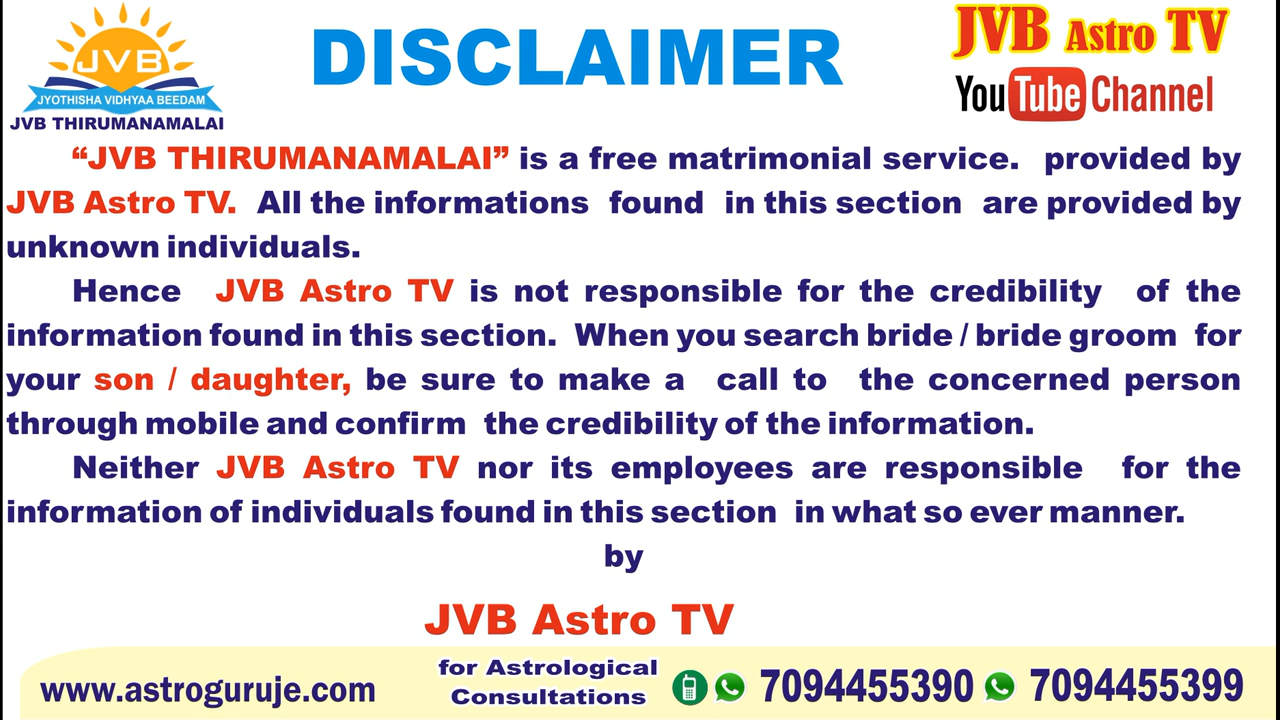 JVB
JYOTHISHA VIDHYAA BEEDAM
JVB THIRUMANAMALAI
DISCLAIMER
JVB Astro TV
YouTube Channel
“JVB THIRUMANAMALAI” is a free matrimonial service. provided by
JVB Astro TV. All the informations found in this section are provided by
unknown individuals.
Hence JVB Astro TV is not responsible for the credibility of the
information found in this section. When you search bride / bride groom for
your son / daughter, be sure to make a call to the concerned person
through mobile and confirm the credibility of the information.
Neither JVB Astro TV nor its employees are responsible for the
information of individuals found in this section in what so ever manner.
by
JVB Astro TV
www.astroguruje.com
for Astrological
Consultations
7094455390
7094455399